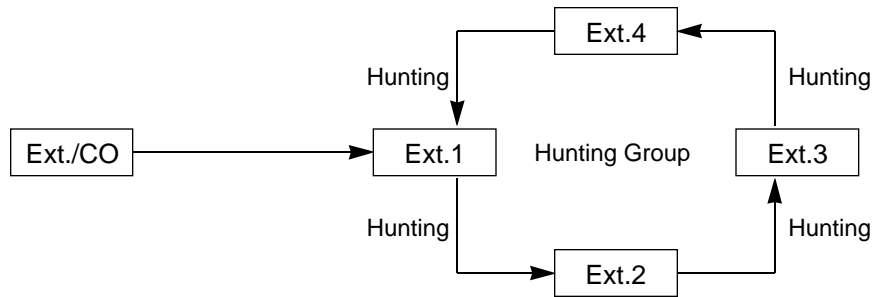 Ext.4
Hunting
Hunting
Ext./CO
Ext.1
Hunting Group
Ext.3
Hunting
Hunting
Ext.2